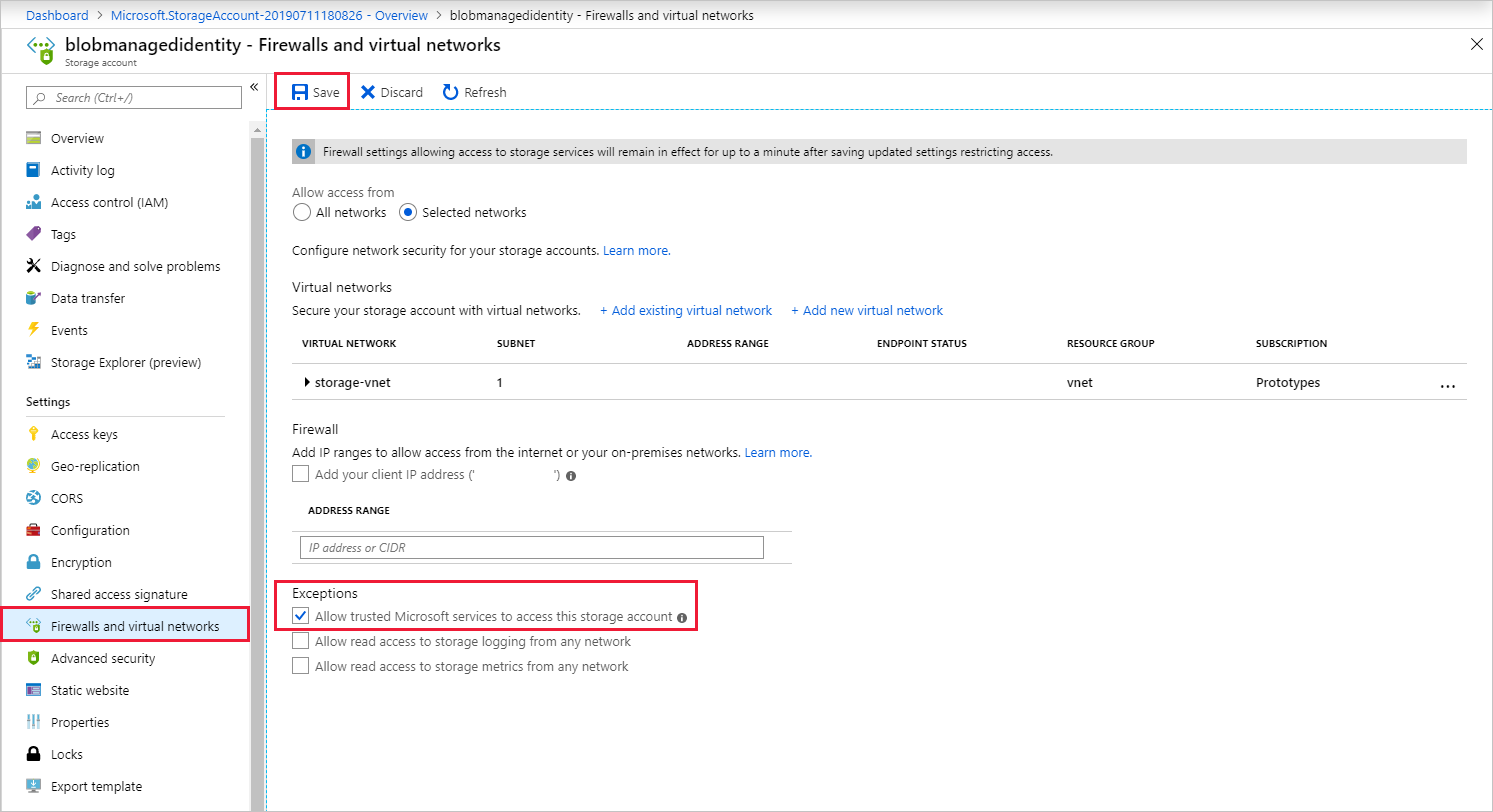 Dashboard > Microsoft.StorageAccount-20190711180826 - Overview > blobmanagedidentity - Firewalls and virtual networks
blobmanagedidentity - Firewalls and virtual networks
Storage account
Search (Ctrl+/)
«
Overview
Activity log
Access control (IAM)
Tags
Diagnose and solve problems
Data transfer
Events
Storage Explorer (preview)
Settings
Access keys
Geo-replication
CORS
Configuration
Encryption
Shared access signature
Firewalls and virtual networks
Advanced security
Static website
Properties
Locks
Export template
Save Discard Refresh
Firewall settings allowing access to storage services will remain in effect for up to a minute after saving updated settings restricting access.
Allow access from
All networks Selected networks
Configure network security for your storage accounts. Learn more.
Virtual networks
Secure your storage account with virtual networks. + Add existing virtual network + Add new virtual network
VIRTUAL NETWORK SUBNET ADDRESS RANGE ENDPOINT STATUS RESOURCE GROUP SUBSCRIPTION
storage-vnet 1 vnet Prototypes ...
Firewall
Add IP ranges to allow access from the internet or your on-premises networks. Learn more.
Add your client IP address (' ')
ADDRESS RANGE
IP address or CIDR
Exceptions
Allow trusted Microsoft services to access this storage account
Allow read access to storage logging from any network
Allow read access to storage metrics from any network